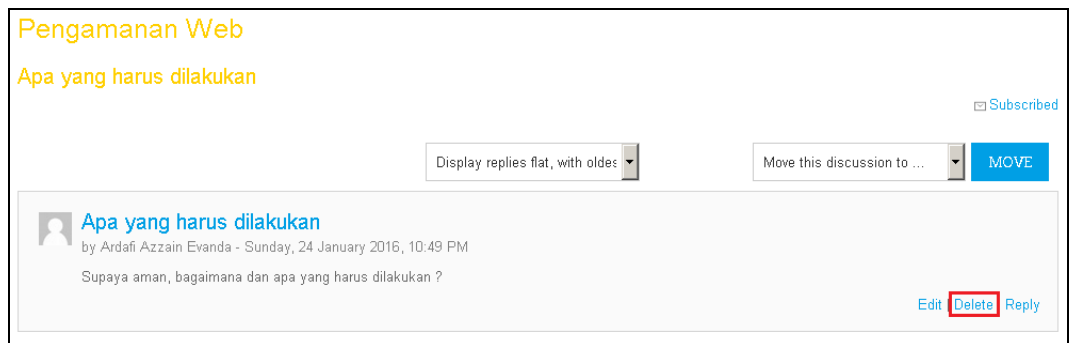 Pengamanan Web
Apa yang harus dilakukan
Subscribed
Display replies flat, with oldes Move this discussion to ... MOVE
Apa yang harus dilakukan
by Ardafi Azzain Evanda - Sunday, 24 January 2016, 10:49 PM
Supaya aman, bagaimana dan apa yang harus dilakukan ?
Edit | Delete | Reply